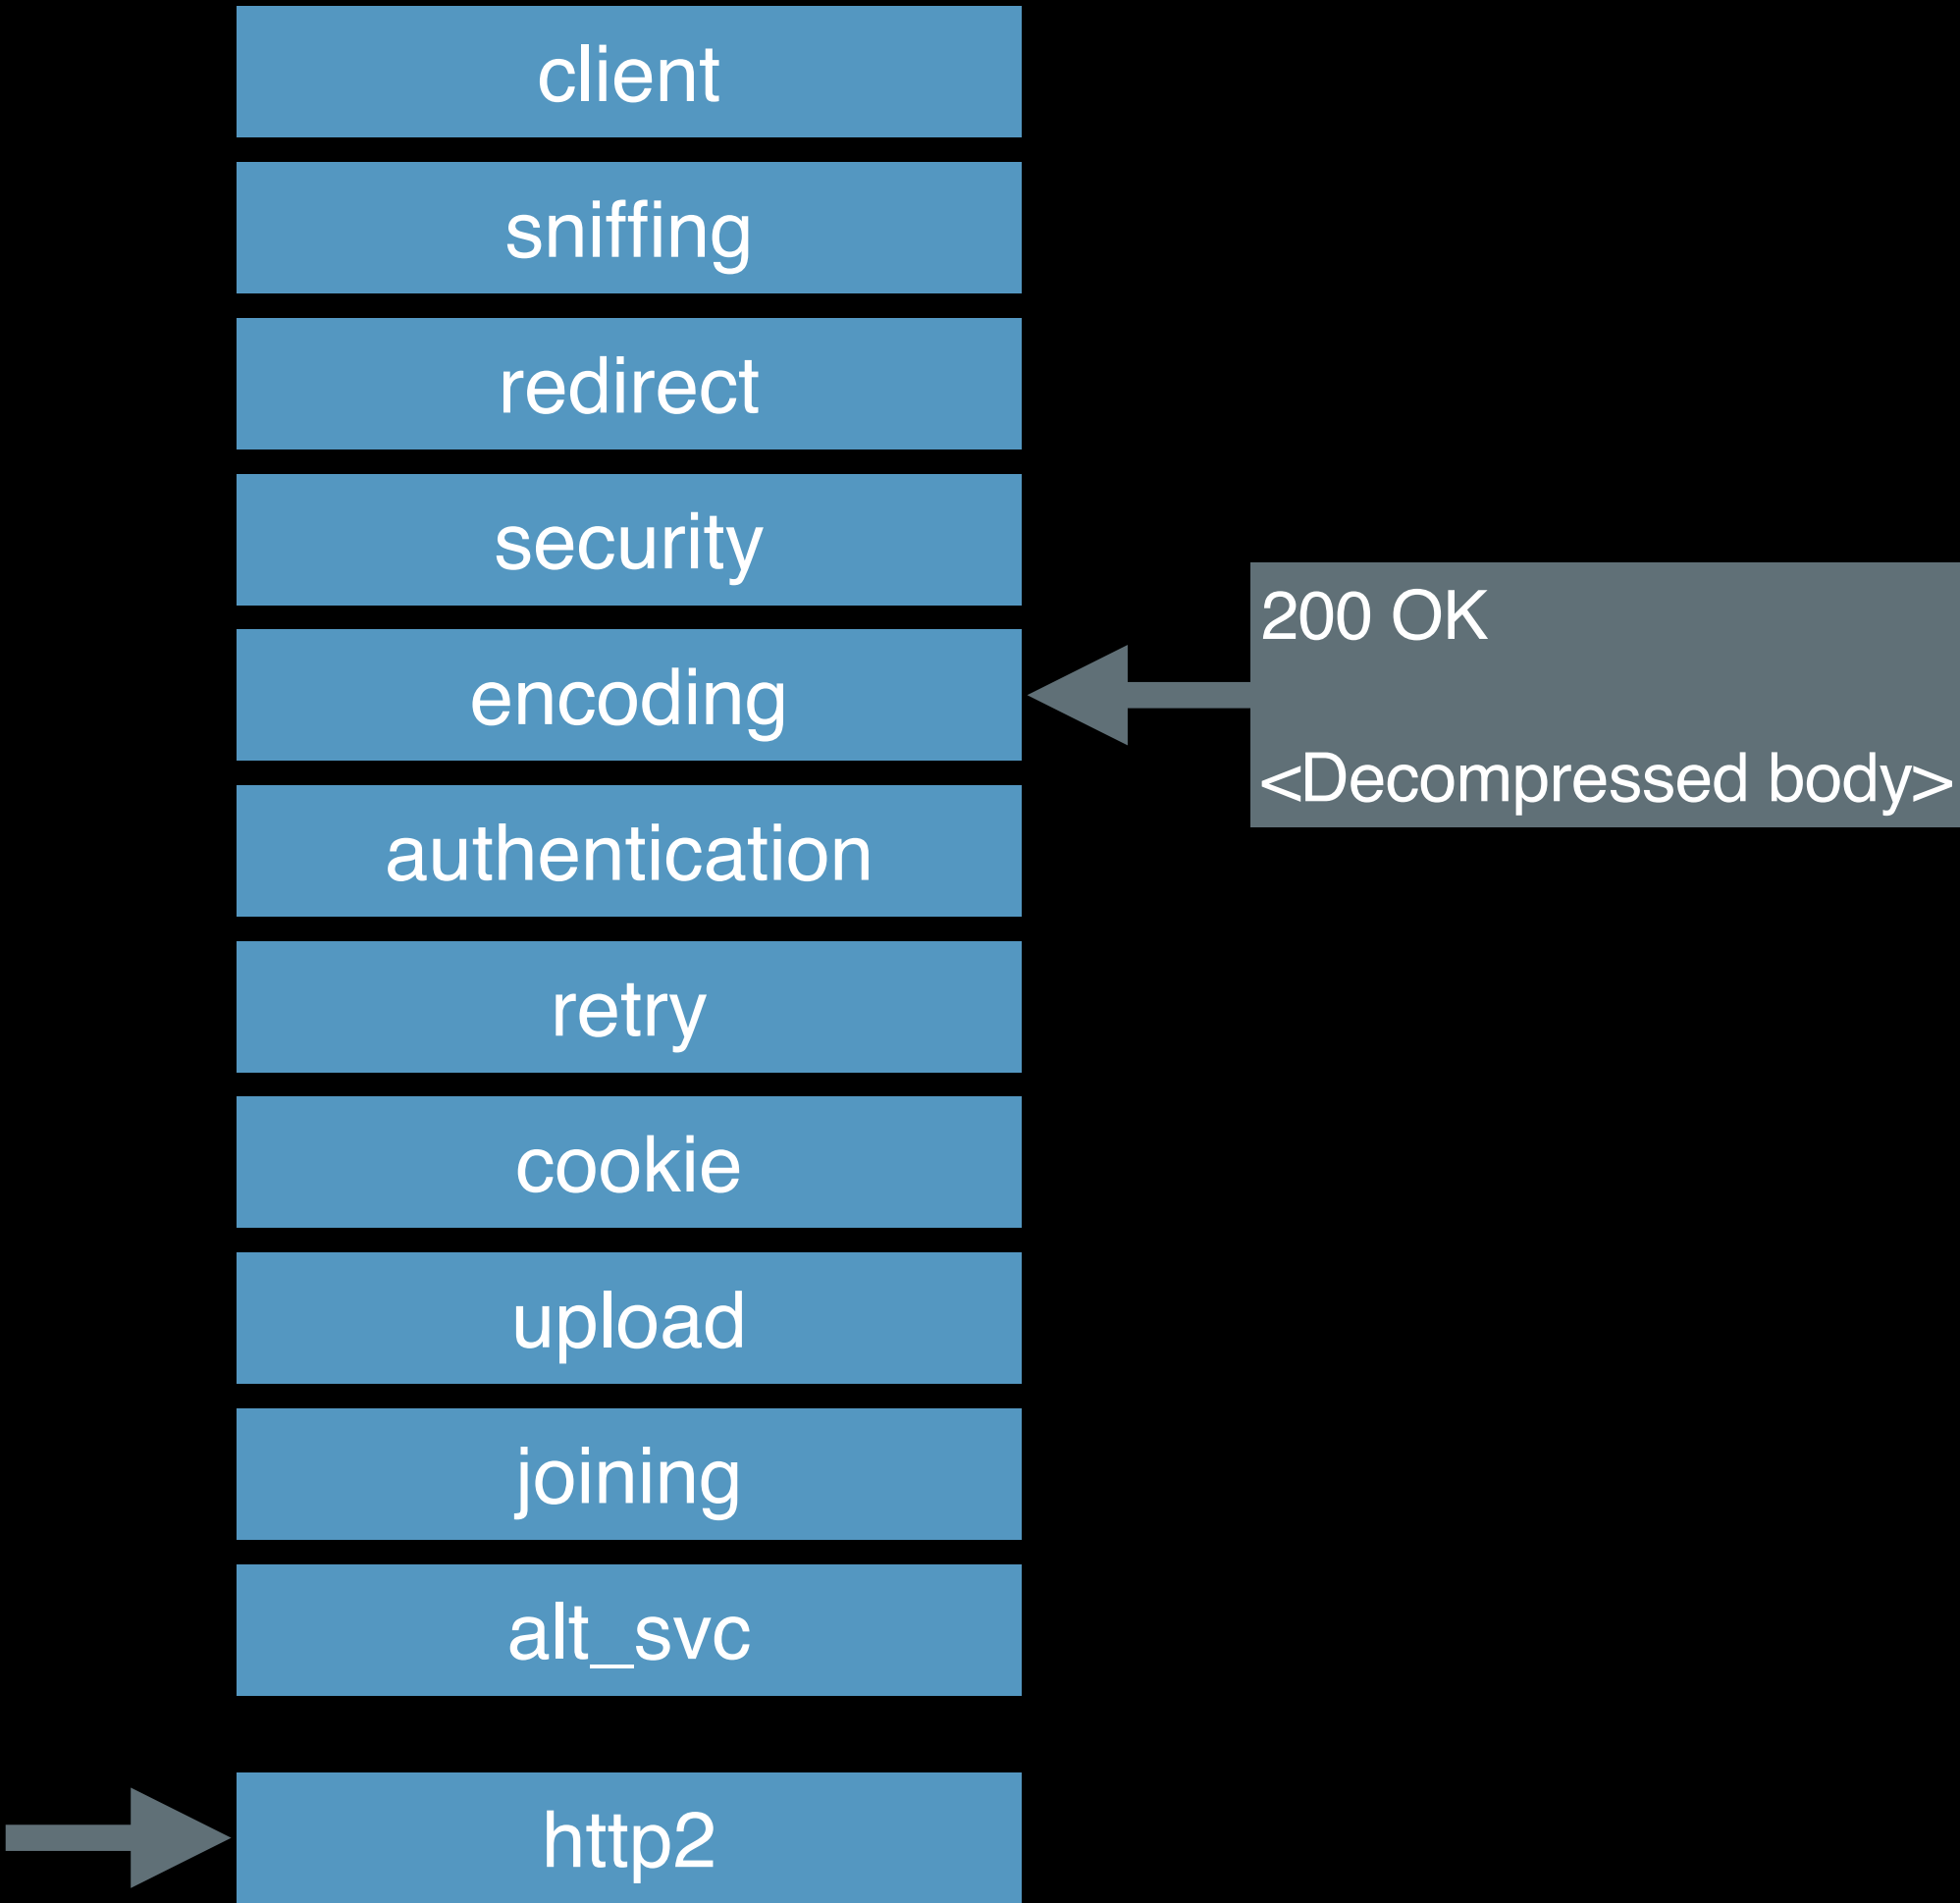 client
sniffing
redirect
security
encoding
200 OK
<Decompressed body>
authentication
retry
cookie
upload
joining
alt_svc
http2